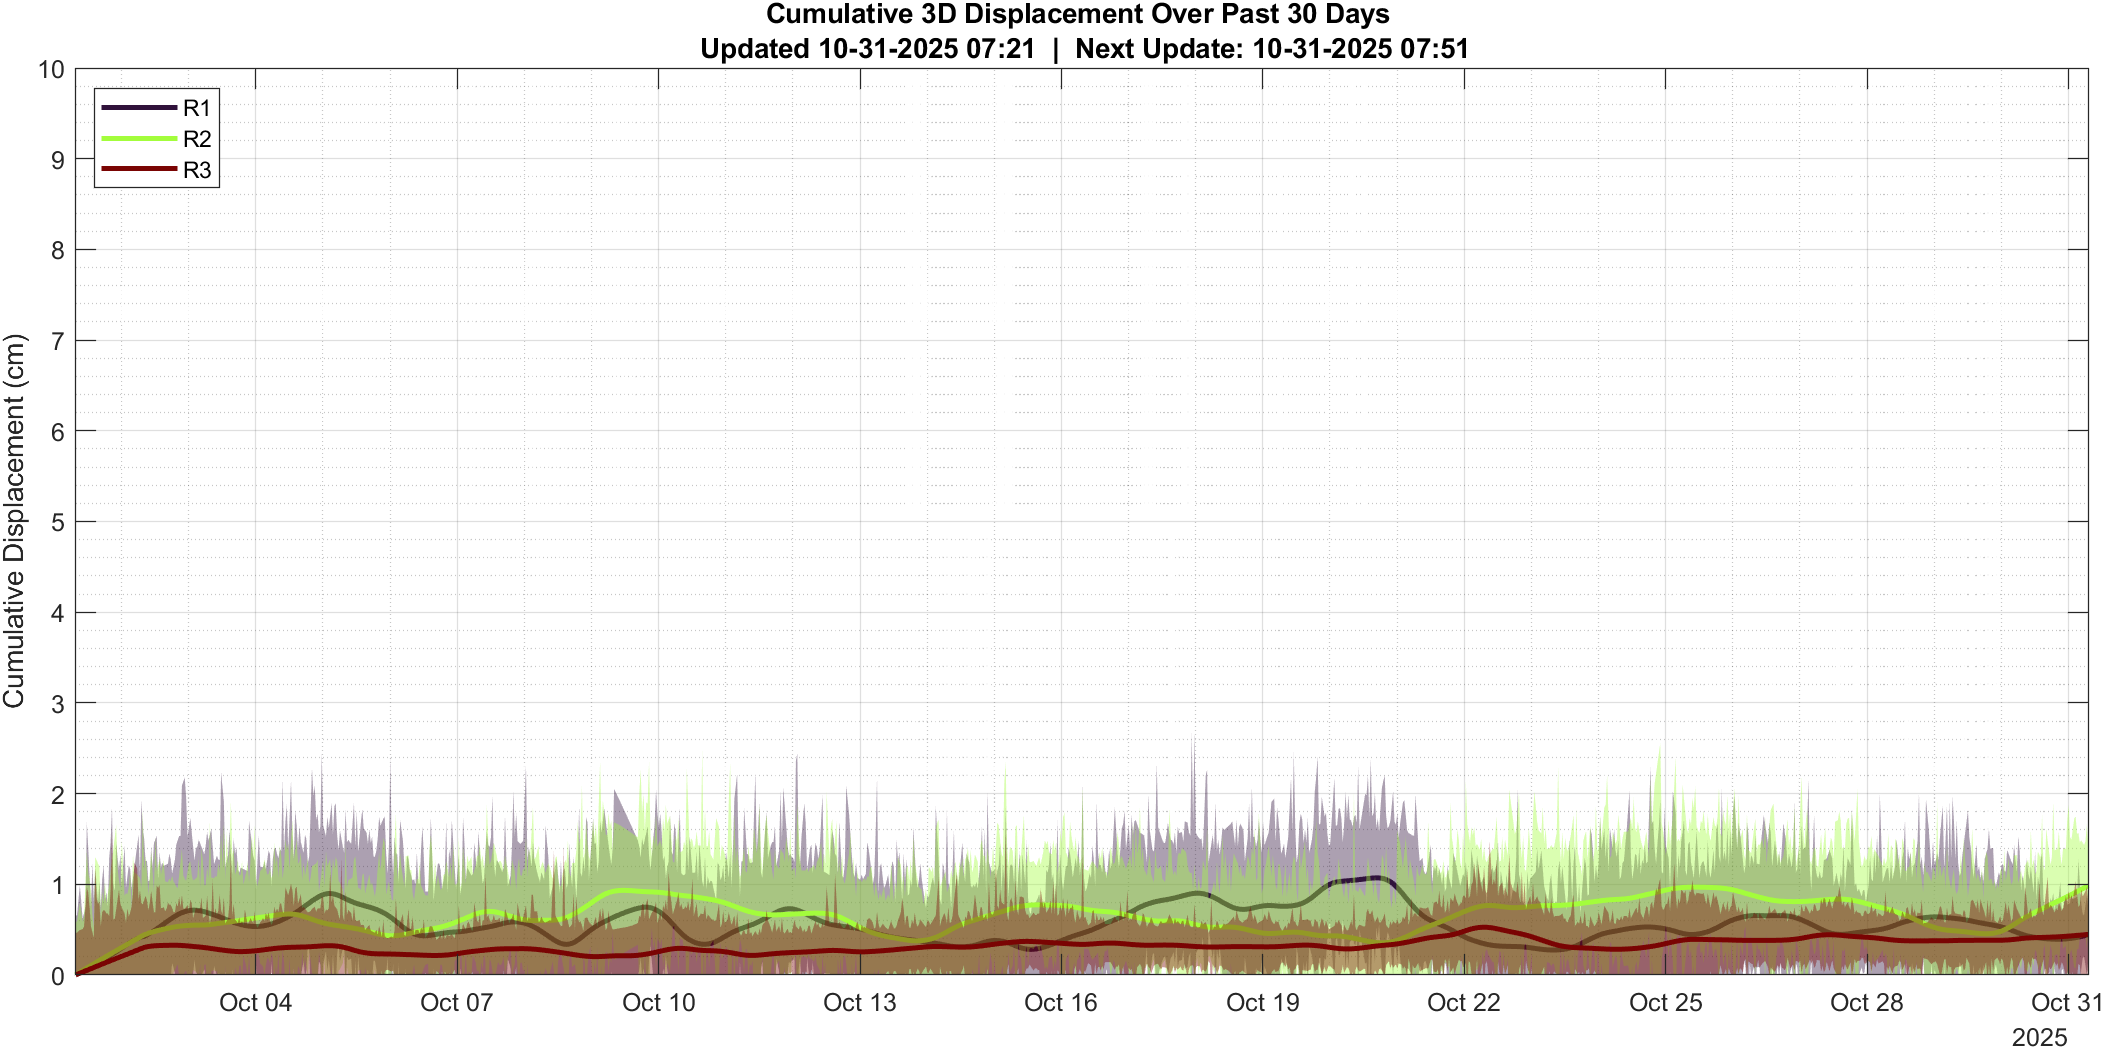 Cumulative 3D Displacement Over Past 30 Days
Updated 10-31-2025 07:21 | Next Update: 10-31-2025 07:51
R1
R2
R3
Cumulative Displacement (cm)
10
9
8
7
6
5
4
3
2
1
0
Oct 04
Oct 07
Oct 10
Oct 13
Oct 16
Oct 19
Oct 22
Oct 25
Oct 28
Oct 31
2025